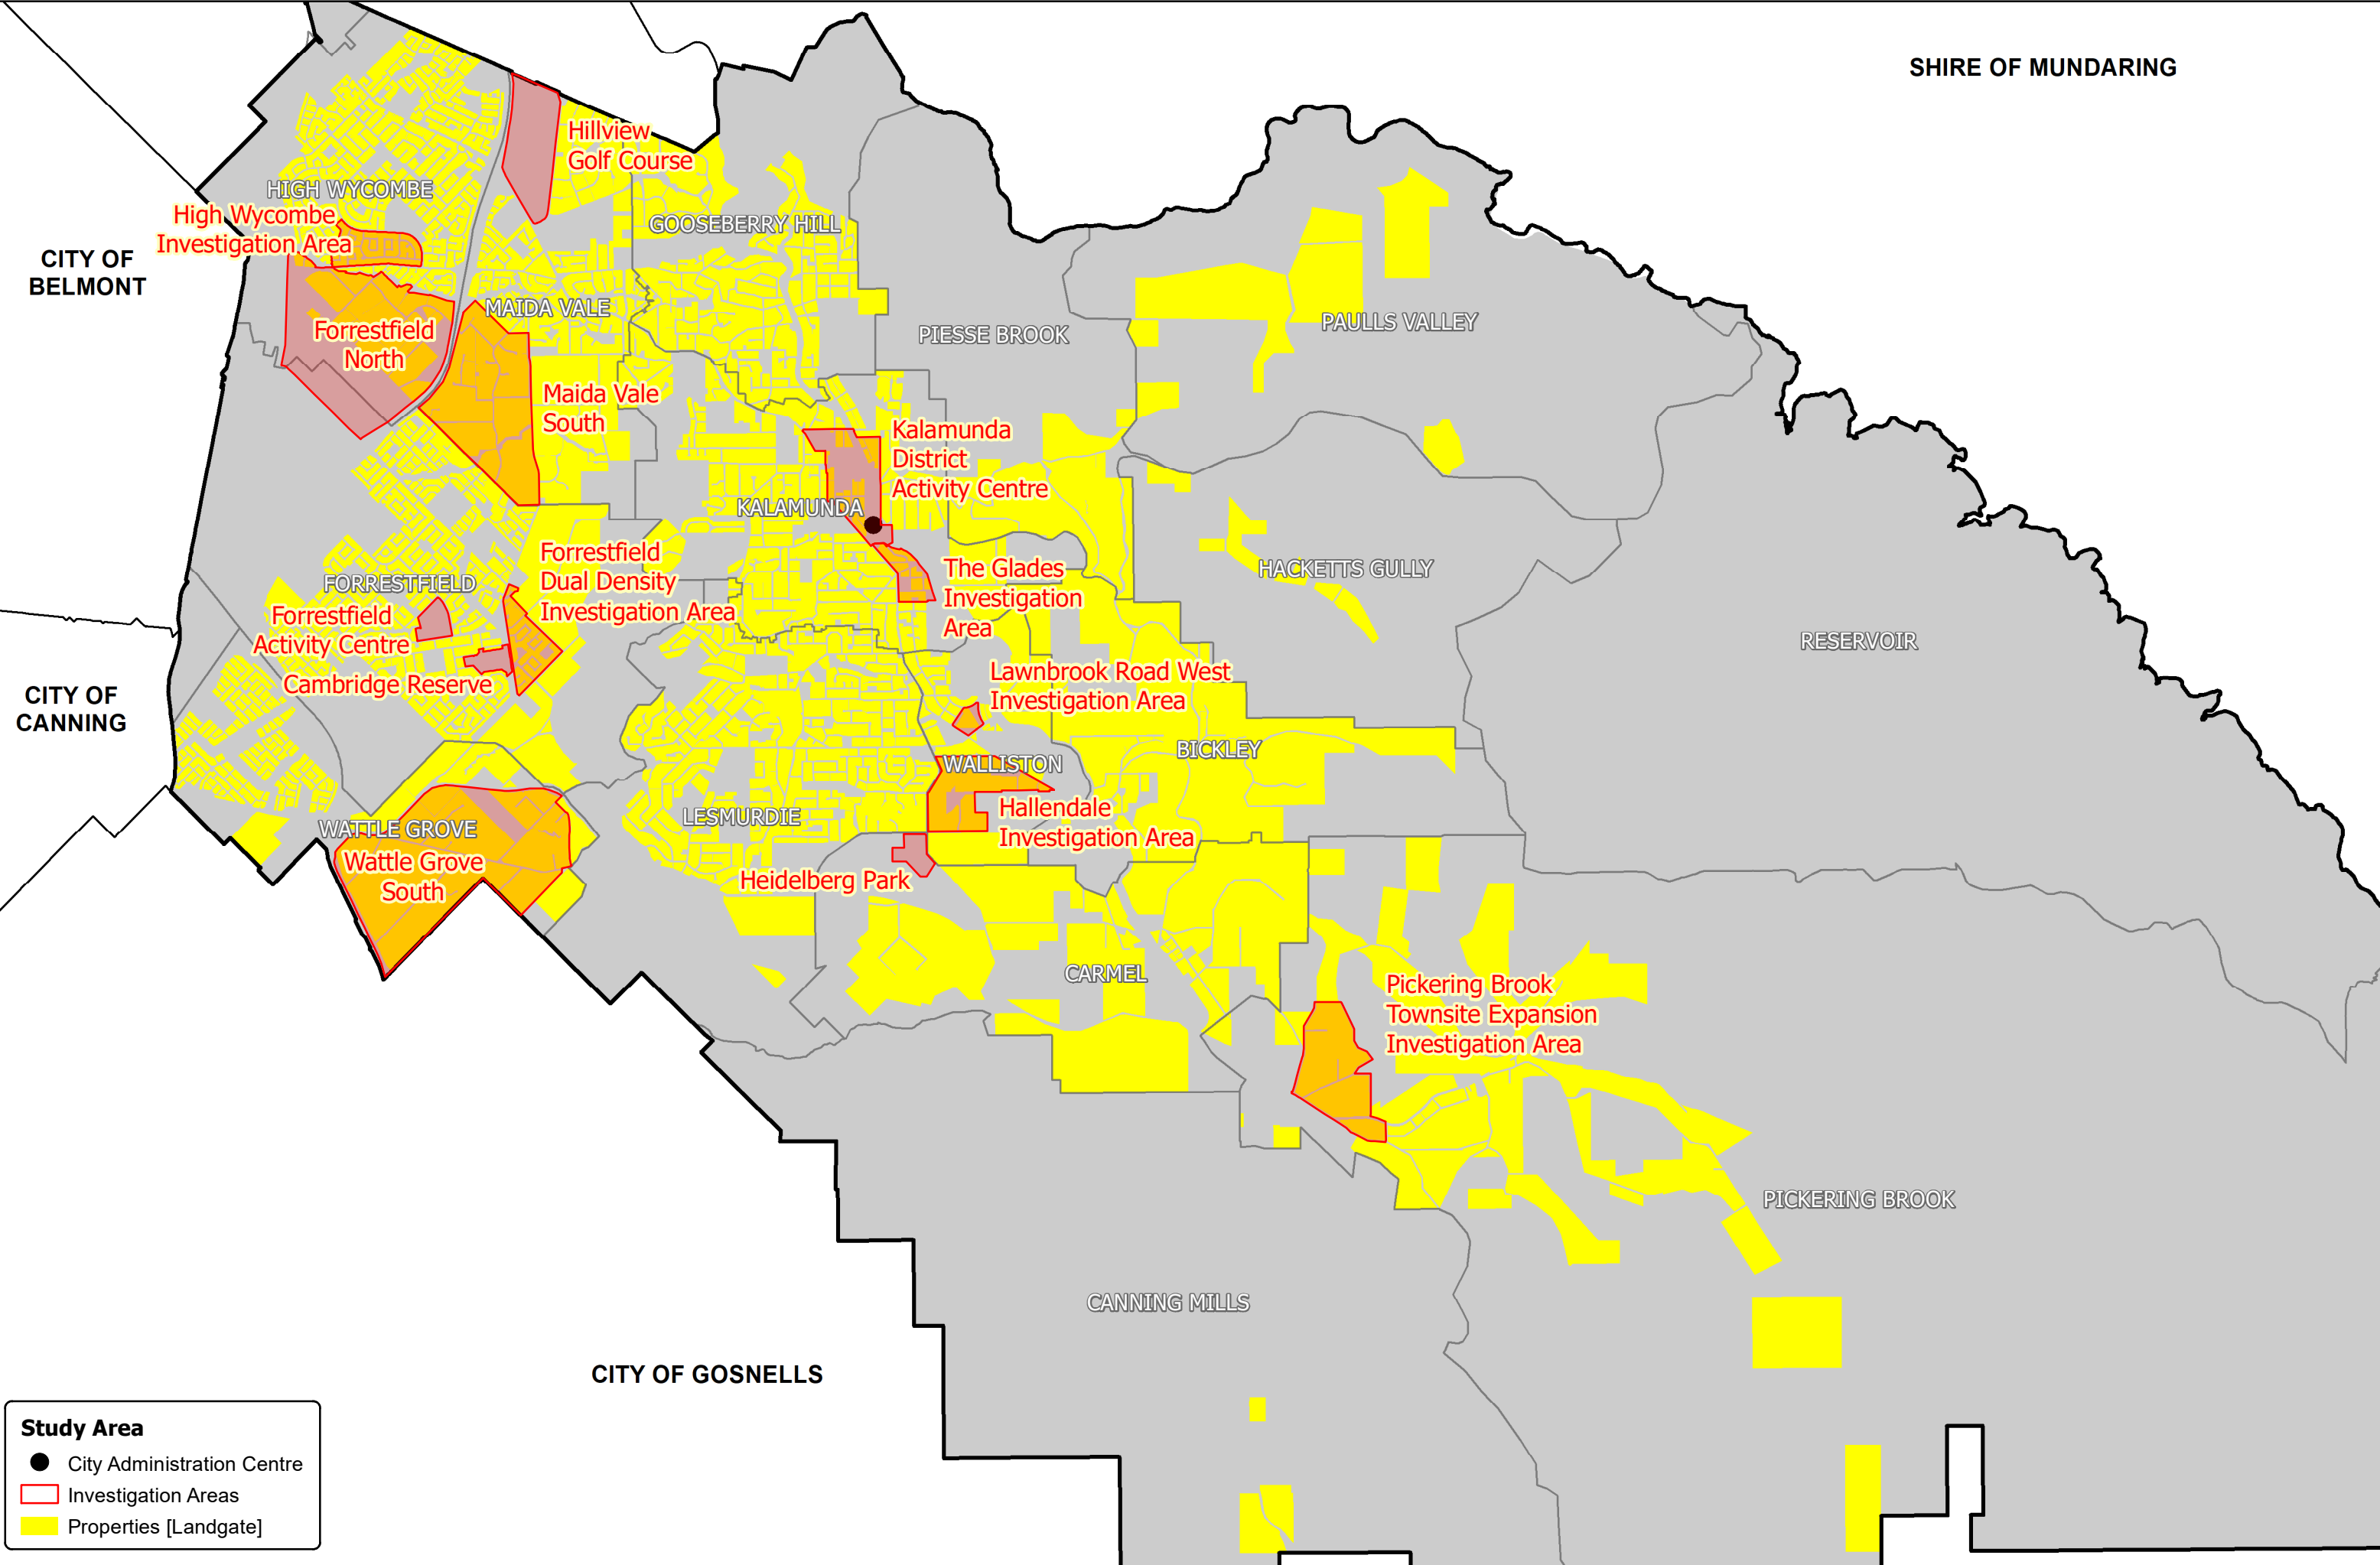 SHIRE OF MUNDARING
Hillview
Golf Course
HIGH WYCOMBE
High Wycombe
Investigation Area
GOOSEBERRY HILL
CITY OF
BELMONT
MAIDA VALE
Forrestfield
North
PIESSE BROOK
PAULLS VALLEY
Maida Vale
South
Kalamunda
District
Activity Centre
KALAMUNDA
Forrestfield
Dual Density
Investigation Area
The Glades
Investigation
Area
HACKETTS GULLY
FORRESTFIELD
Forrestfield
Activity Centre
Cambridge Reserve
RESERVOIR
Lawnbrook Road West
Investigation Area
CITY OF
CANNING
WALLISTON
BICKLEY
LESMURDIE
Hallendale
Investigation Area
WATTLE GROVE
Wattle Grove
South
Heidelberg Park
CARMEL
Pickering Brook
Townsite Expansion
Investigation Area
PICKERING BROOK
CANNING MILLS
CITY OF GOSNELLS
Study Area
City Administration Centre
Investigation Areas
Properties [Landgate]